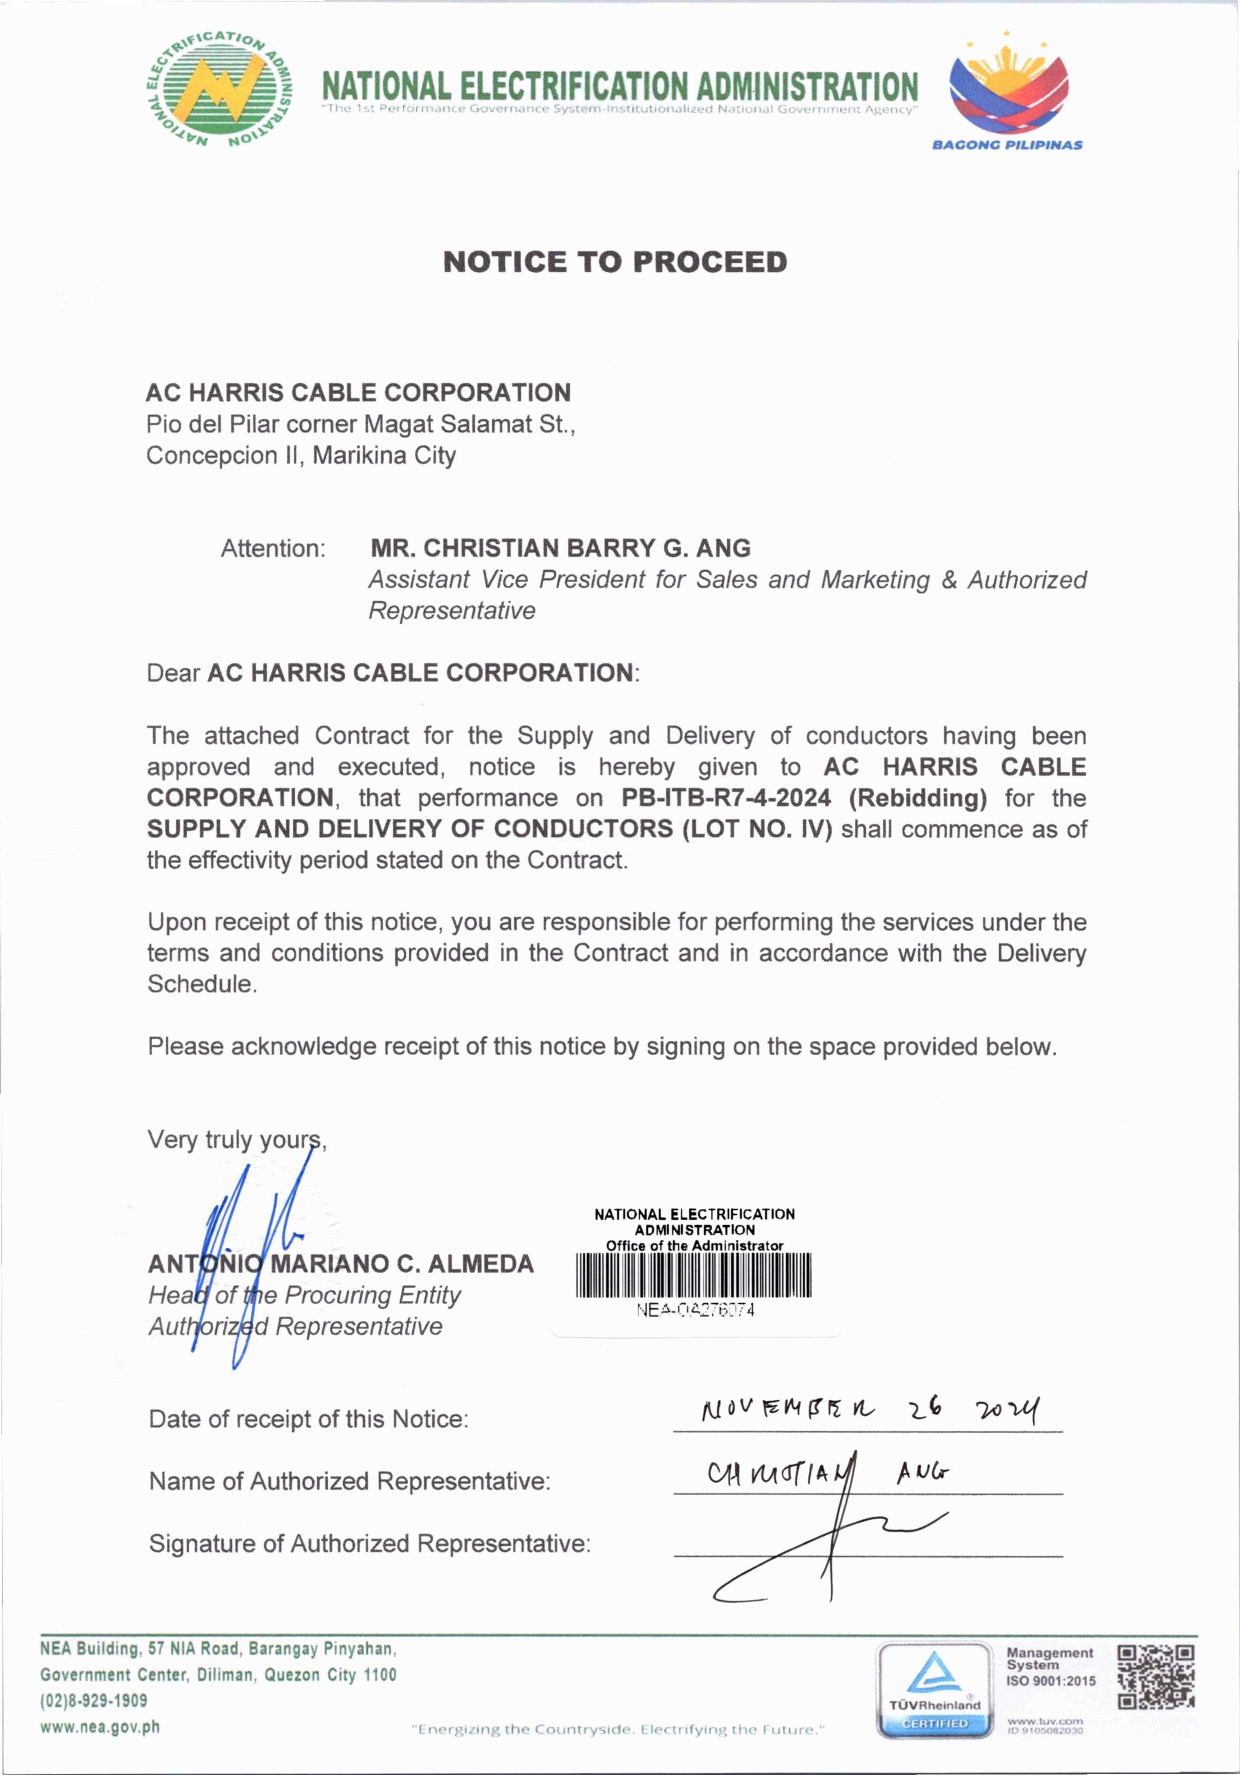 NATIONAL ELECTRIFICATION ADMINISTRATION
NATIONAL ELECTRIFICATION ADMINISTRATION
"The 1st Performance Governance System-Institutionalized National Government Agency"
BAGONG PILIPINAS
NOTICE TO PROCEED
AC HARRIS CABLE CORPORATION
Pio del Pilar corner Magat Salamat St.,
Concepcion II, Marikina City
Attention: MR. CHRISTIAN BARRY G. ANG
Assistant Vice President for Sales and Marketing & Authorized
Representative
Dear AC HARRIS CABLE CORPORATION:
The attached Contract for the Supply and Delivery of conductors having been
approved and executed, notice is hereby given to AC HARRIS CABLE
CORPORATION, that performance on PB-ITB-R7-4-2024 (Rebidding) for the
SUPPLY AND DELIVERY OF CONDUCTORS (LOT NO. IV) shall commence as of
the effectivity period stated on the Contract.
Upon receipt of this notice, you are responsible for performing the services under the
terms and conditions provided in the Contract and in accordance with the Delivery
Schedule.
Please acknowledge receipt of this notice by signing on the space provided below.
Very truly yours,
ANTONIO MARIANO C. ALMEDA
Head of the Procuring Entity
Authorized Representative
NATIONAL ELECTRIFICATION
ADMINISTRATION
Office of the Administrator
NEA-OA276074
Date of receipt of this Notice: NOVEMBER 26 2024
Name of Authorized Representative: CHRISTIAN ANG
Signature of Authorized Representative:
NEA Building, 57 NIA Road, Barangay Pinyahan,
Government Center, Diliman, Quezon City 1100
(02)8-929-1909
www.nea.gov.ph
"Energizing the Countryside. Electrifying the Future."
TÜVRheinland
CERTIFIED
Management
System
ISO 9001:2015
www.tuv.com
ID 9105082030